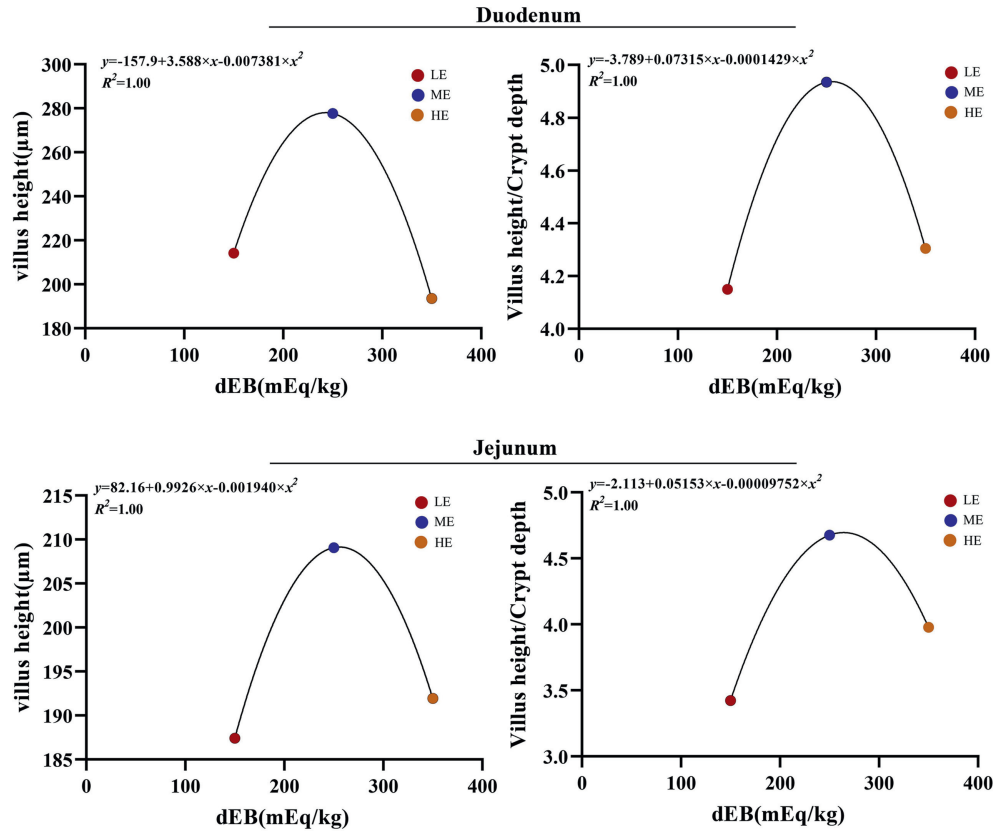 Duodenum
y=-157.9+3.588×x-0.007381×x²
R²=1.00
LE
ME
HE
300
280
260
240
220
200
180
villus height(μm)
0
100
200
300
400
dEB(mEq/kg)
y=-3.789+0.07315×x-0.0001429×x²
R²=1.00
LE
ME
HE
5.0
4.8
4.6
4.4
4.2
4.0
Villus height/Crypt depth
0
100
200
300
400
dEB(mEq/kg)
Jejunum
y=82.16+0.9926×x-0.001940×x²
R²=1.00
LE
ME
HE
215
210
205
200
195
190
185
villus height(μm)
0
100
200
300
400
dEB(mEq/kg)
y=-2.113+0.05153×x-0.00009752×x²
R²=1.00
LE
ME
HE
5.0
4.5
4.0
3.5
3.0
Villus height/Crypt depth
0
100
200
300
400
dEB(mEq/kg)